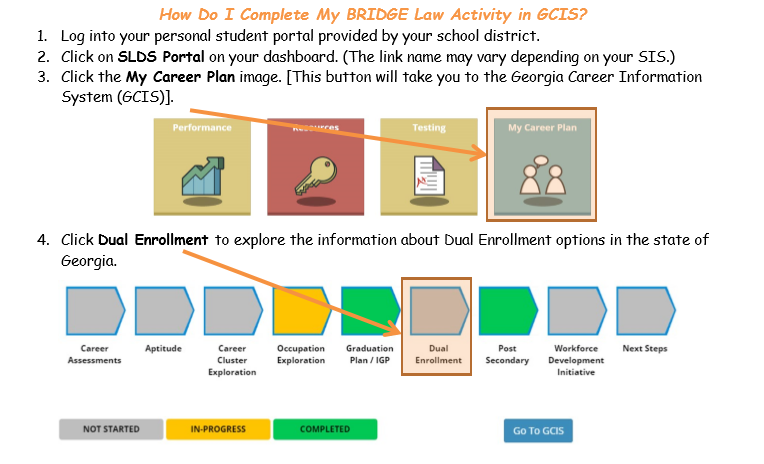 How Do I Complete My BRIDGE Law Activity in GCIS?
1. Log into your personal student portal provided by your school district.
2. Click on SLDS Portal on your dashboard. (The link name may vary depending on your SIS.)
3. Click the My Career Plan image. [This button will take you to the Georgia Career Information
System (GCIS)].
Performance
Resources
Testing
My Career Plan
4. Click Dual Enrollment to explore the information about Dual Enrollment options in the state of
Georgia.
Career
Assessments
Aptitude
Career
Cluster
Exploration
Occupation
Exploration
Graduation
Plan / IGP
Dual
Enrollment
Post
Secondary
Workforce
Development
Initiative
Next Steps
NOT STARTED
IN-PROGRESS
COMPLETED
Go To GCIS